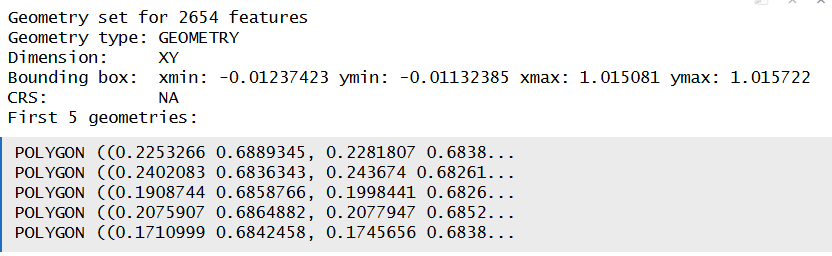 Geometry set for 2654 features
Geometry type: GEOMETRY
Dimension:     XY
Bounding box:  xmin: -0.01237423 ymin: -0.01132385 xmax: 1.015081 ymax: 1.015722
CRS:           NA
First 5 geometries:
POLYGON ((0.2253266 0.6889345, 0.2281807 0.6838...
POLYGON ((0.2402083 0.6836343, 0.243674 0.68261...
POLYGON ((0.1908744 0.6858766, 0.1998441 0.6826...
POLYGON ((0.2075907 0.6864882, 0.2077947 0.6852...
POLYGON ((0.1710999 0.6842458, 0.1745656 0.6838...